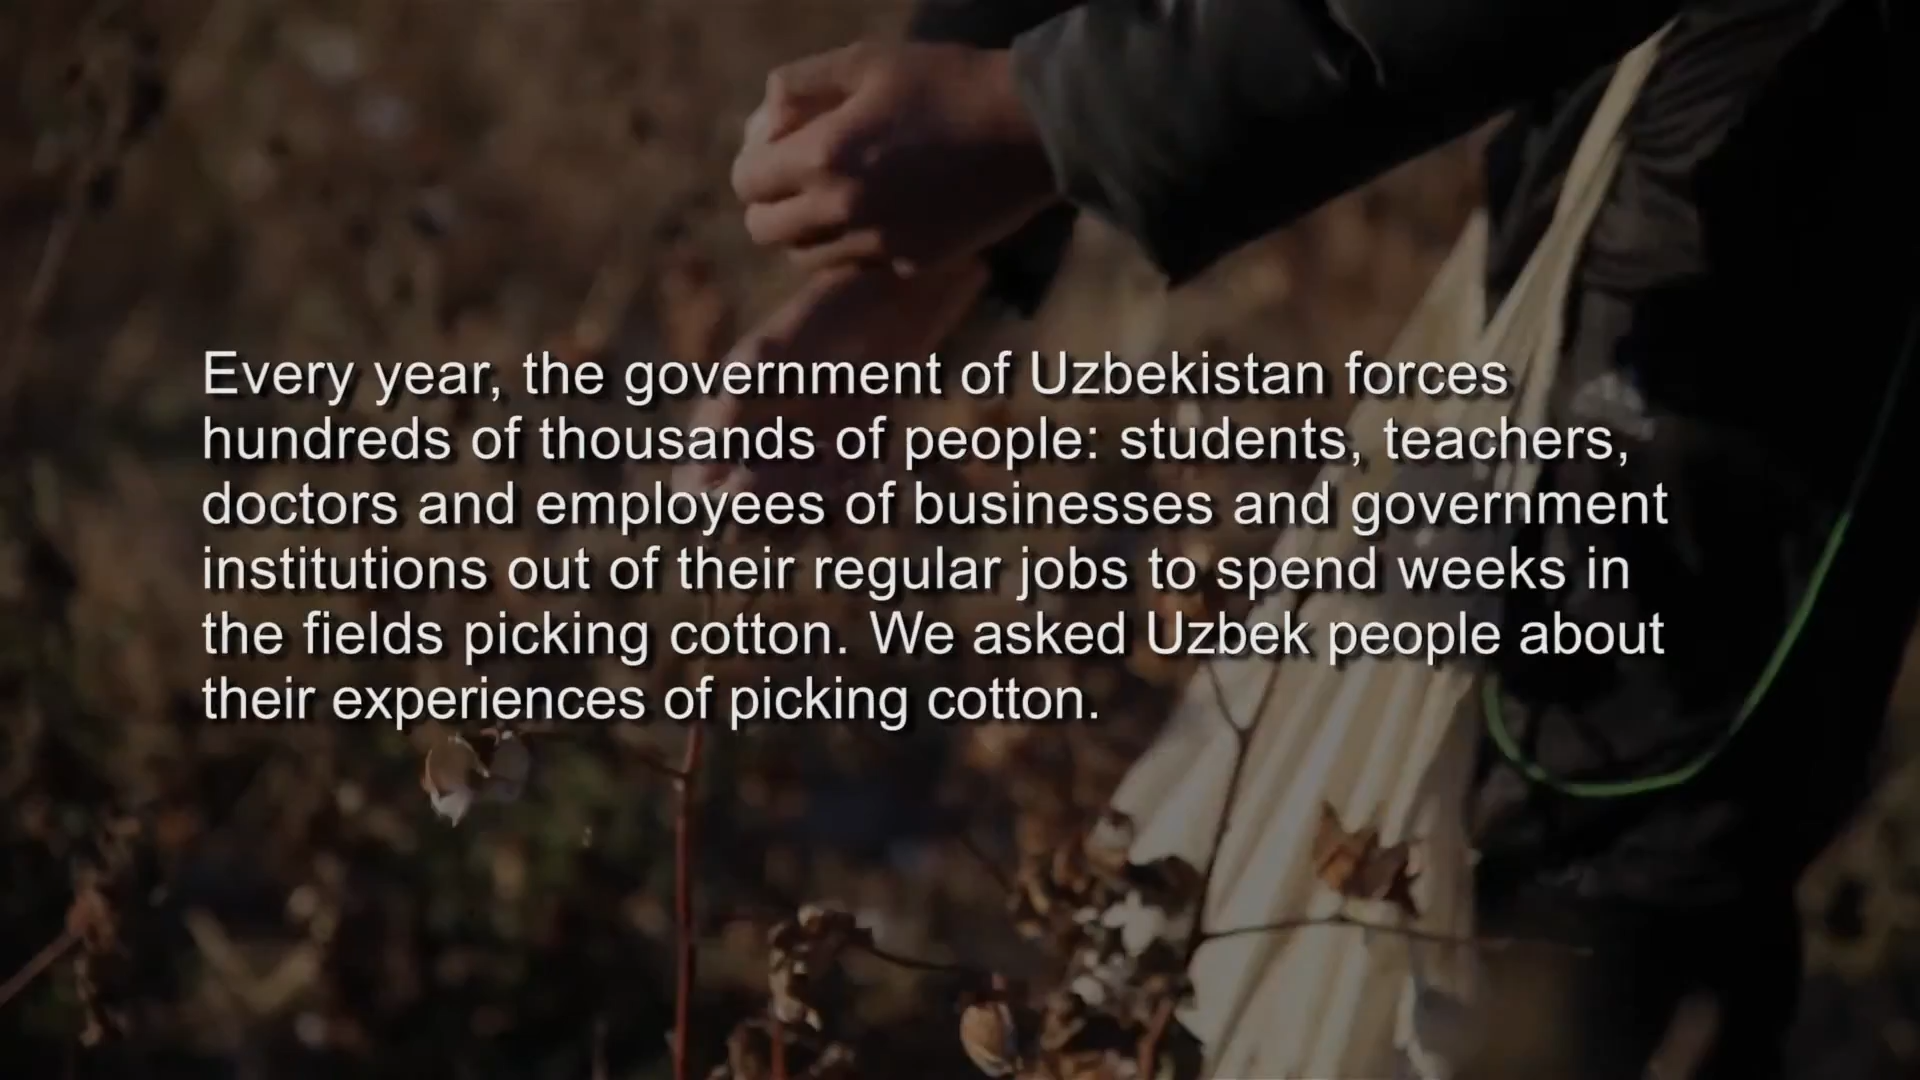 Every year, the government of Uzbekistan forces
hundreds of thousands of people: students, teachers,
doctors and employees of businesses and government
institutions out of their regular jobs to spend weeks in
the fields picking cotton. We asked Uzbek people about
their experiences of picking cotton.